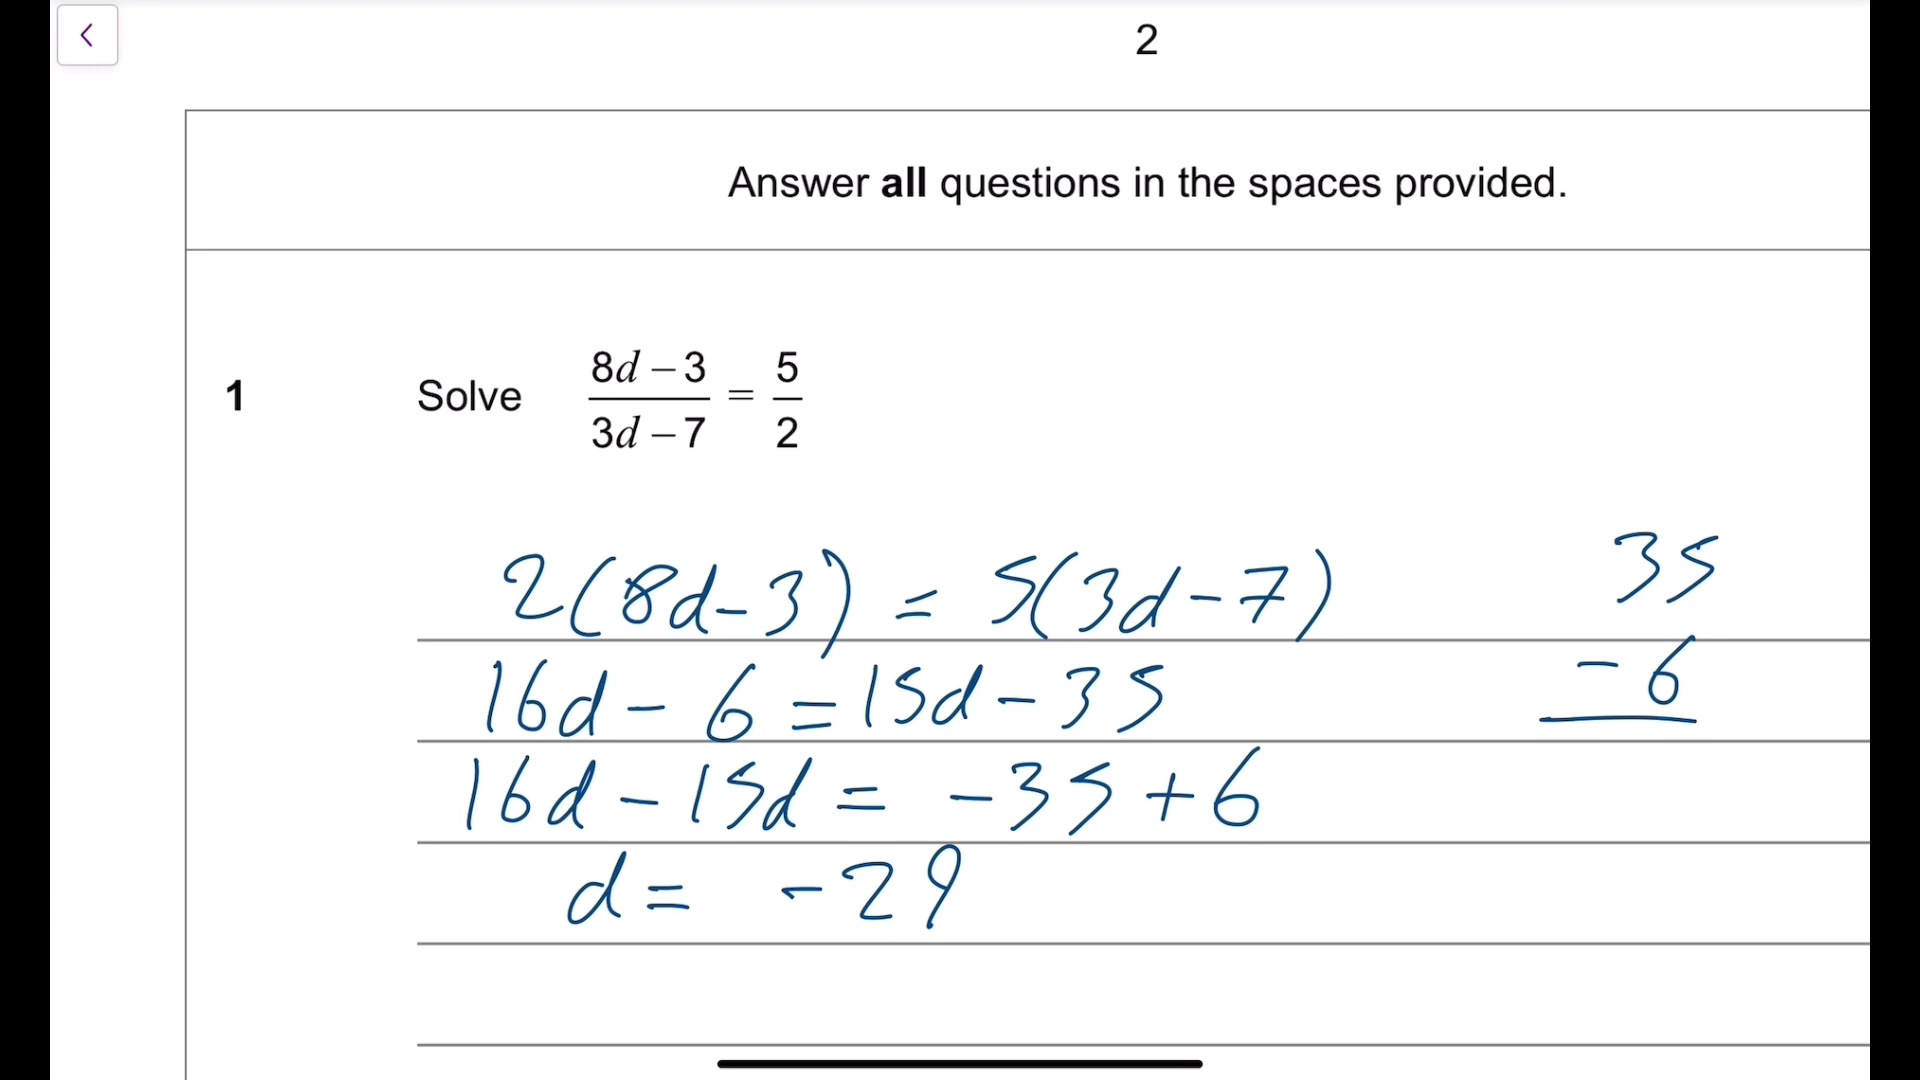 2
Answer all questions in the spaces provided.
1 Solve (8d – 3)/(3d – 7) = 5/2
2(8d-3) = 5(3d-7)
16d - 6 = 15d - 35
16d - 15d = -35 + 6
d = -29
35
- 6